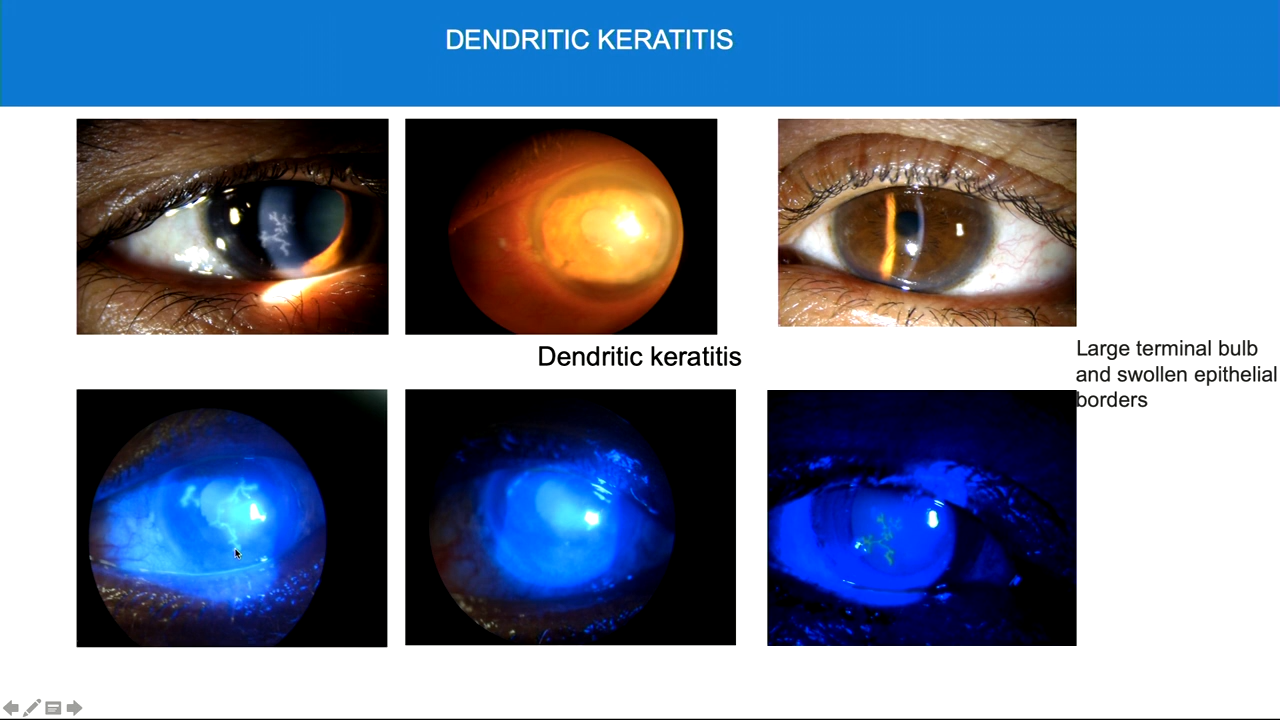 DENDRITIC KERATITIS
Dendritic keratitis
Large terminal bulb
and swollen epithelial
borders